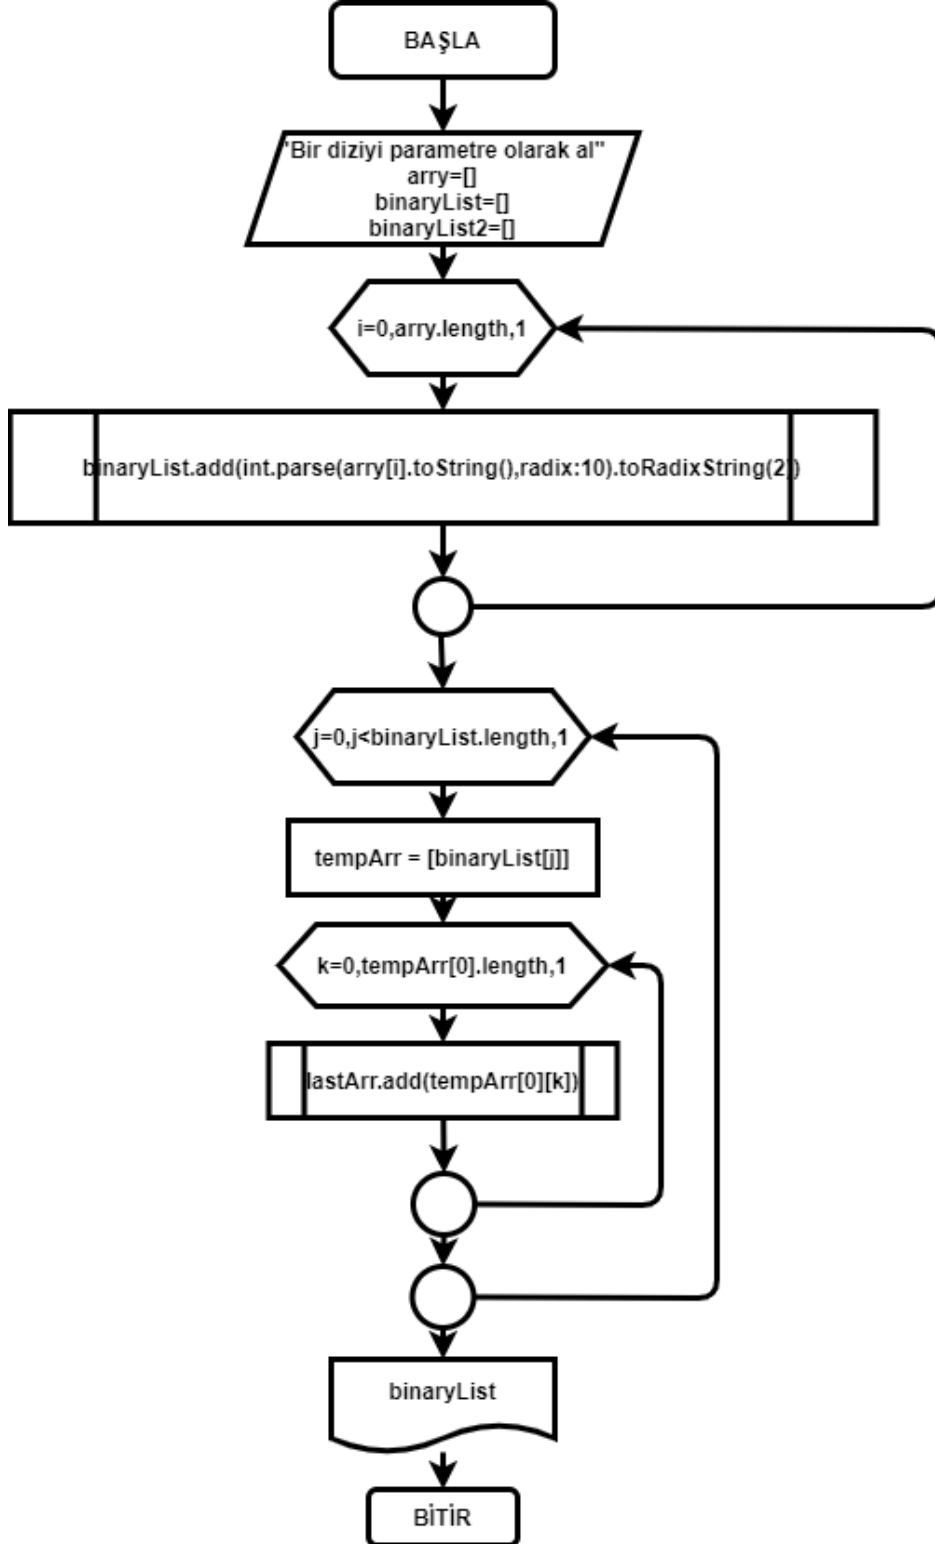 BAŞLA
"Bir diziyi parametre olarak al"
arry=[]
binaryList=[]
binaryList2=[]
i=0,arry.length,1
binaryList.add(int.parse(arry[i].toString(),radix:10).toRadixString(2))
j=0,j<binaryList.length,1
tempArr = [binaryList[j]]
k=0,tempArr[0].length,1
lastArr.add(tempArr[0][k])
binaryList
BİTİR